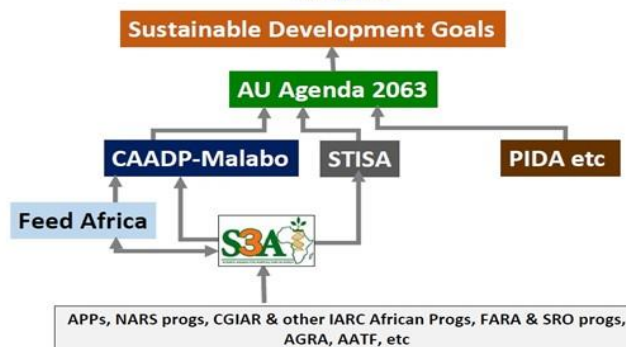 Sustainable Development Goals
AU Agenda 2063
CAADP-Malabo
STISA
PIDA etc
Feed Africa
S3A
APPs, NARS progs, CGIAR & other IARC African Progs, FARA & SRO progs,
AGRA, AATF, etc